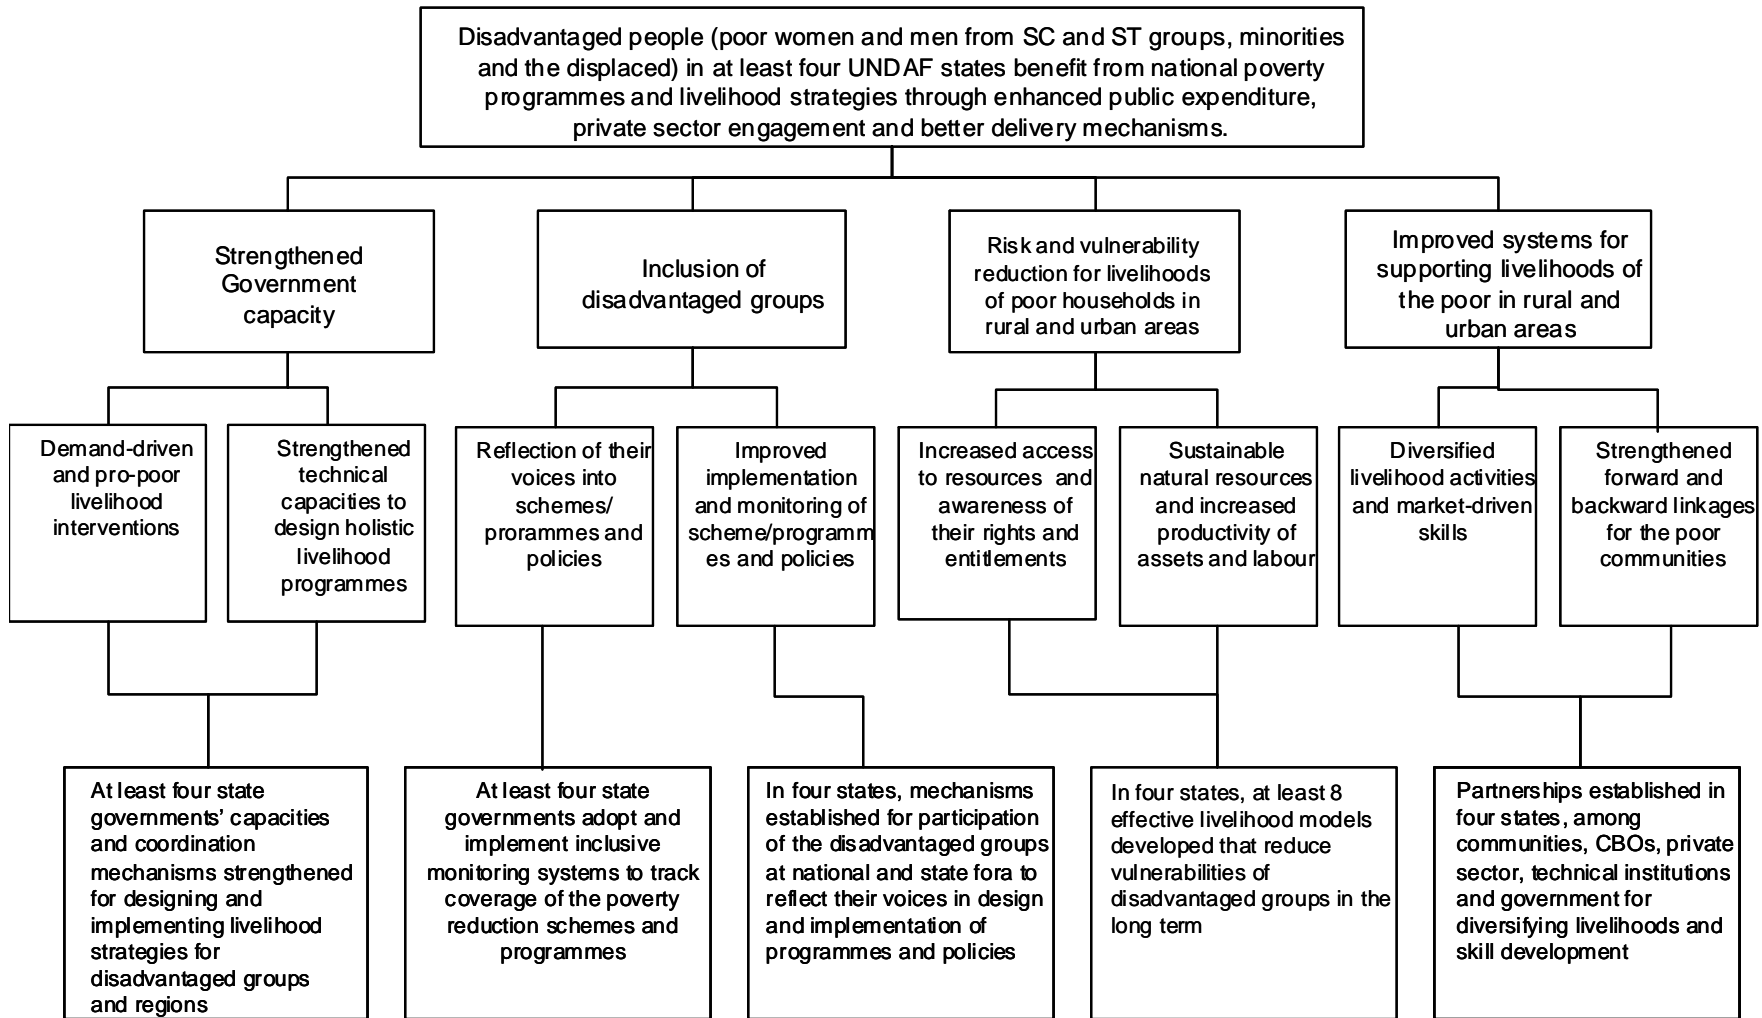 Disadvantaged people (poor women and men from SC and ST groups, minorities
and the displaced) in at least four UNDAF states benefit from national poverty
programmes and livelihood strategies through enhanced public expenditure,
private sector engagement and better delivery mechanisms.
Strengthened
Government
capacity
Inclusion of
disadvantaged groups
Risk and vulnerability
reduction for livelihoods
of poor households in
rural and urban areas
Improved systems for
supporting livelihoods of
the poor in rural and
urban areas
Demand-driven
and pro-poor
livelihood
interventions
Strengthened
technical
capacities to
design holistic
livelihood
programmes
Reflection of their
voices into
schemes/
prorammes and
policies
Improved
implementation
and monitoring of
scheme/programm
es and policies
Increased access
to resources and
awareness of
their rights and
entitlements
Sustainable
natural resources
and increased
productivity of
assets and labour
Diversified
livelihood activities
and market-driven
skills
Strengthened
forward and
backward linkages
for the poor
communities
At least four state
governments' capacities
and coordination
mechanisms strengthened
for designing and
implementing livelihood
strategies for
disadvantaged groups
and regions
At least four state
governments adopt and
implement inclusive
monitoring systems to track
coverage of the poverty
reduction schemes and
programmes
In four states, mechanisms
established for participation
of the disadvantaged groups
at national and state fora to
reflect their voices in design
and implementation of
programmes and policies
In four states, at least 8
effective livelihood models
developed that reduce
vulnerabilities of
disadvantaged groups in the
long term
Partnerships established in
four states, among
communities, CBOs, private
sector, technical institutions
and government for
diversifying livelihoods and
skill development